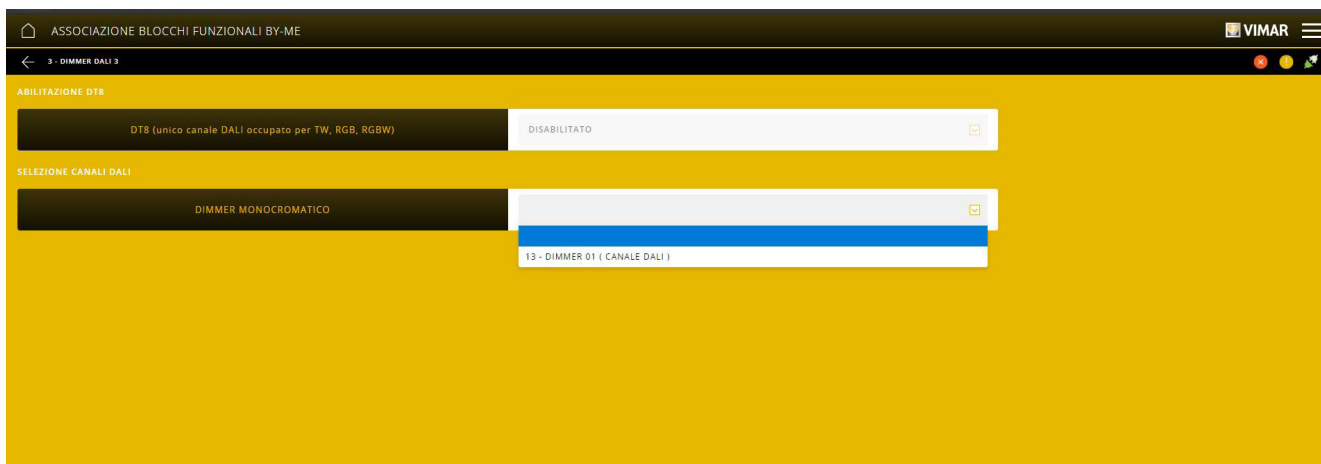 ASSOCIAZIONE BLOCCHI FUNZIONALI BY-ME
VIMAR
3 - DIMMER DALI 3
ABILITAZIONE DT8
DT8 (unico canale DALI occupato per TW, RGB, RGBW)
DISABILITATO
SELEZIONE CANALI DALI
DIMMER MONOCROMATICO
13 - DIMMER 01 ( CANALE DALI )